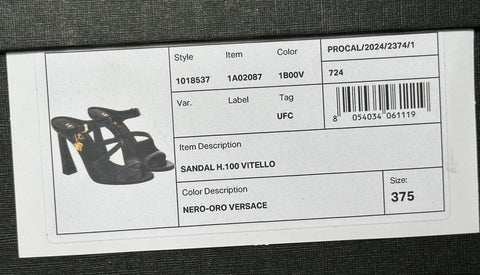 Style Item Color PROCAL/2024/2374/1
1018537 1A02087 1B00V 724
Var. Label Tag
UFC
8 054034 061119
Item Description
SANDAL H.100 VITELLO
Color Description Size:
NERO-ORO VERSACE 375